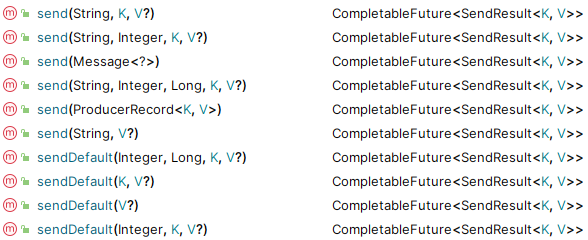 m send(String, K, V?) CompletableFuture<SendResult<K, V>>
m send(String, Integer, K, V?) CompletableFuture<SendResult<K, V>>
m send(Message<?>) CompletableFuture<SendResult<K, V>>
m send(String, Integer, Long, K, V?) CompletableFuture<SendResult<K, V>>
m send(ProducerRecord<K, V>) CompletableFuture<SendResult<K, V>>
m send(String, V?) CompletableFuture<SendResult<K, V>>
m sendDefault(Integer, Long, K, V?) CompletableFuture<SendResult<K, V>>
m sendDefault(K, V?) CompletableFuture<SendResult<K, V>>
m sendDefault(V?) CompletableFuture<SendResult<K, V>>
m sendDefault(Integer, K, V?) CompletableFuture<SendResult<K, V>>